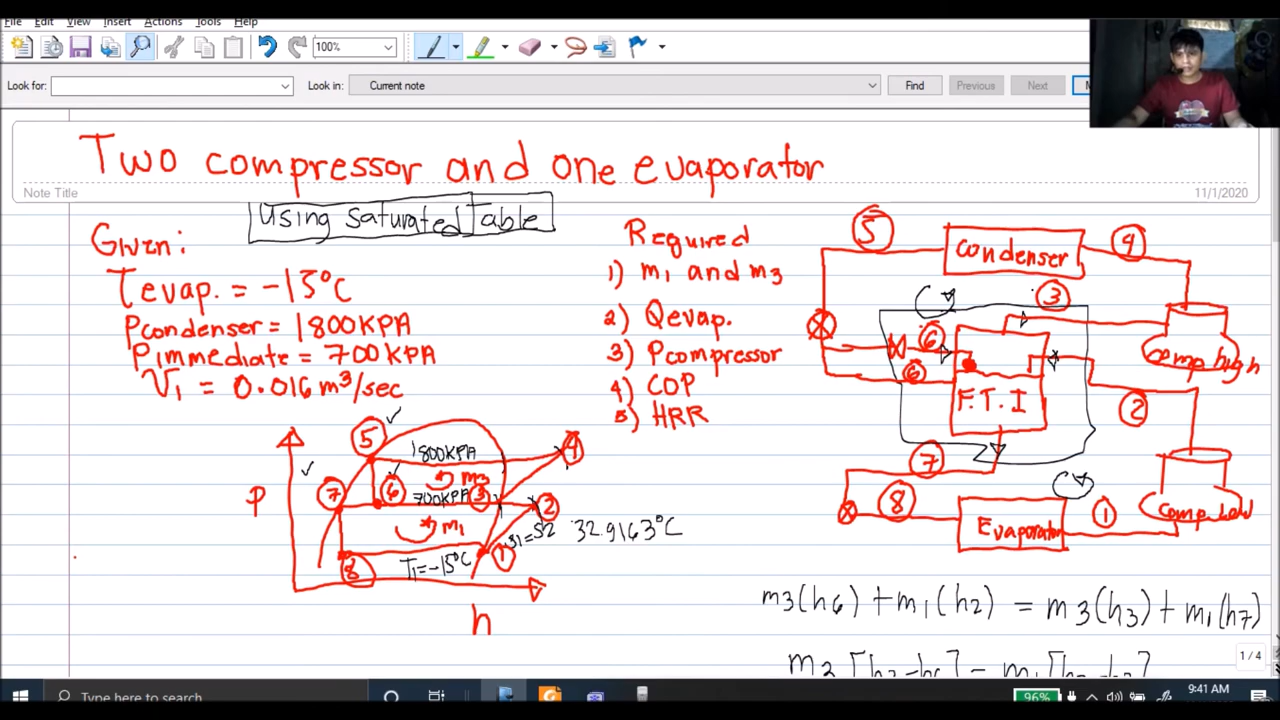 File Edit View Insert Actions Tools Help
100%
Look for: Look in: Current note Find Previous Next
Two compressor and one evaporator
Note Title
11/1/2020
Using Saturated Table
Given:
Tevap. = -15°C
Pcondenser = 1800KPA
Pimmediate = 700KPA
V1 = 0.016 m³/sec
Required
1) m1 and m3
2) Qevap.
3) Pcompressor
4) COP
5) HRR
5 condenser 4
3
6
6
F.T.I
Comp high
2
7
8
Evaporator
1
P
5 1800KPA 4
m3
7 6 700KPA 3 2
m1
S1=S2 32.9163°C
8 T1=-15°C 1
h
m3(h6) + m1(h2) = m3(h3) + m1(h7)
1/4
Type here to search
96%
9:41 AM